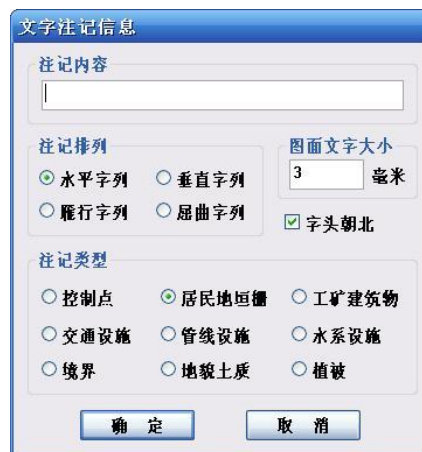 文字注记信息
注记内容
注记排列
图面文字大小
水平字列 垂直字列
3 毫米
雁行字列 屈曲字列
字头朝北
注记类型
控制点 居民地垣栅 工矿建筑物
交通设施 管线设施 水系设施
境界 地貌土质 植被
确 定 取 消